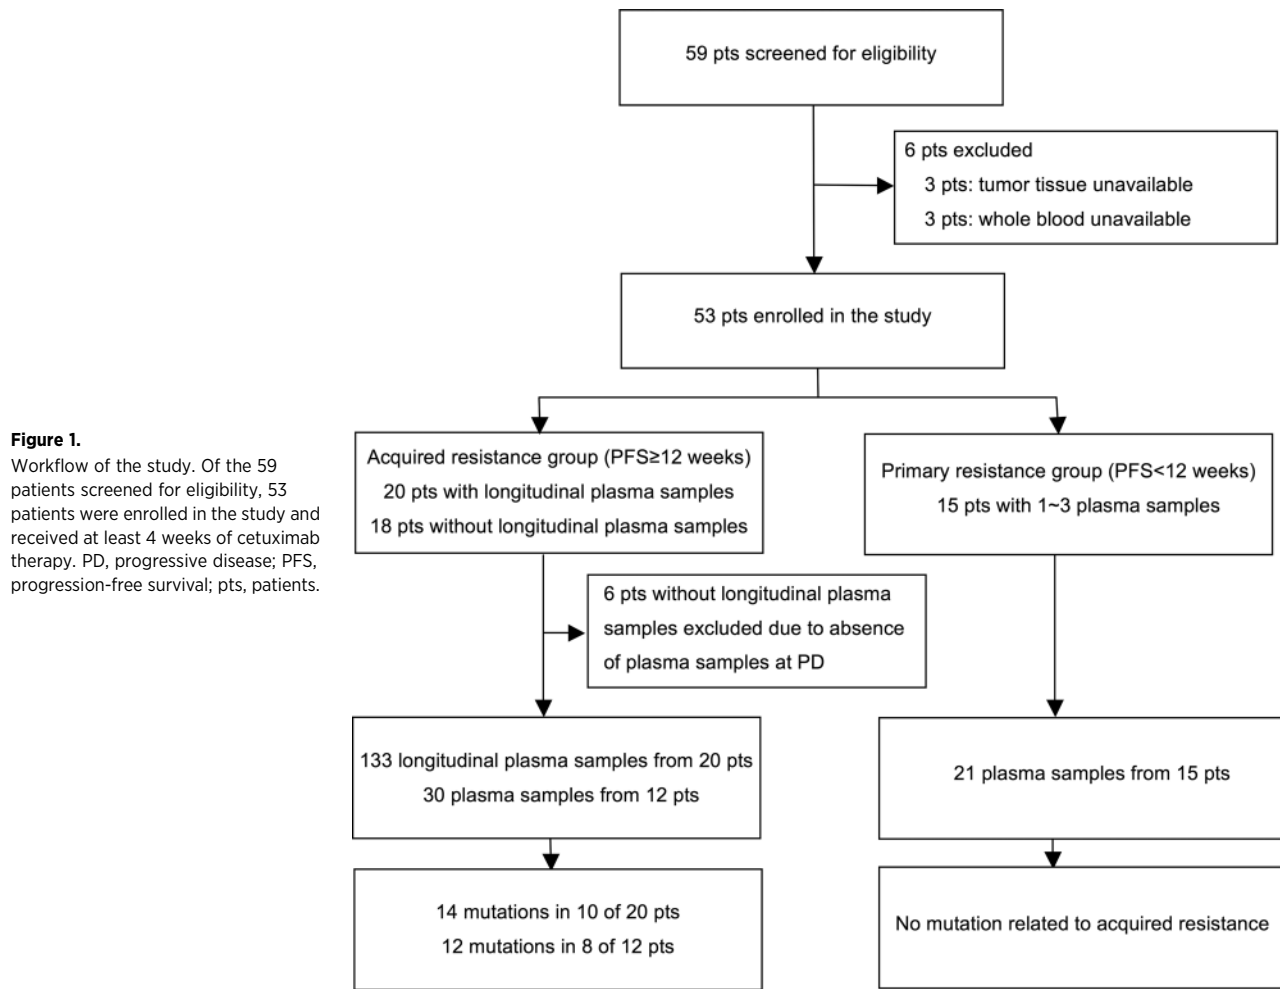 59 pts screened for eligibility
6 pts excluded
3 pts: tumor tissue unavailable
3 pts: whole blood unavailable
53 pts enrolled in the study
Figure 1.
Workflow of the study. Of the 59
patients screened for eligibility, 53
patients were enrolled in the study and
received at least 4 weeks of cetuximab
therapy. PD, progressive disease; PFS,
progression-free survival; pts, patients.
Acquired resistance group (PFS≥12 weeks)
20 pts with longitudinal plasma samples
18 pts without longitudinal plasma samples
Primary resistance group (PFS<12 weeks)
15 pts with 1~3 plasma samples
6 pts without longitudinal plasma
samples excluded due to absence
of plasma samples at PD
133 longitudinal plasma samples from 20 pts
30 plasma samples from 12 pts
21 plasma samples from 15 pts
14 mutations in 10 of 20 pts
12 mutations in 8 of 12 pts
No mutation related to acquired resistance